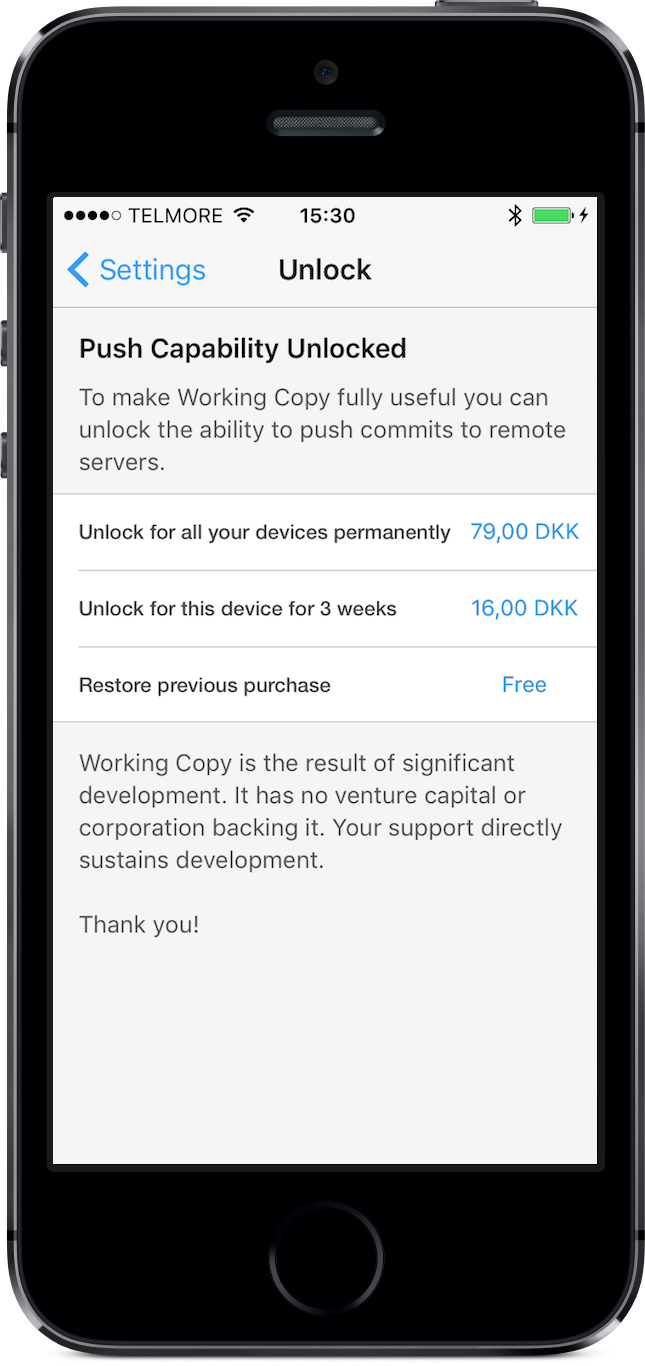 TELMORE 15:30
Settings Unlock
Push Capability Unlocked
To make Working Copy fully useful you can
unlock the ability to push commits to remote
servers.
Unlock for all your devices permanently 79,00 DKK
Unlock for this device for 3 weeks 16,00 DKK
Restore previous purchase Free
Working Copy is the result of significant
development. It has no venture capital or
corporation backing it. Your support directly
sustains development.
Thank you!